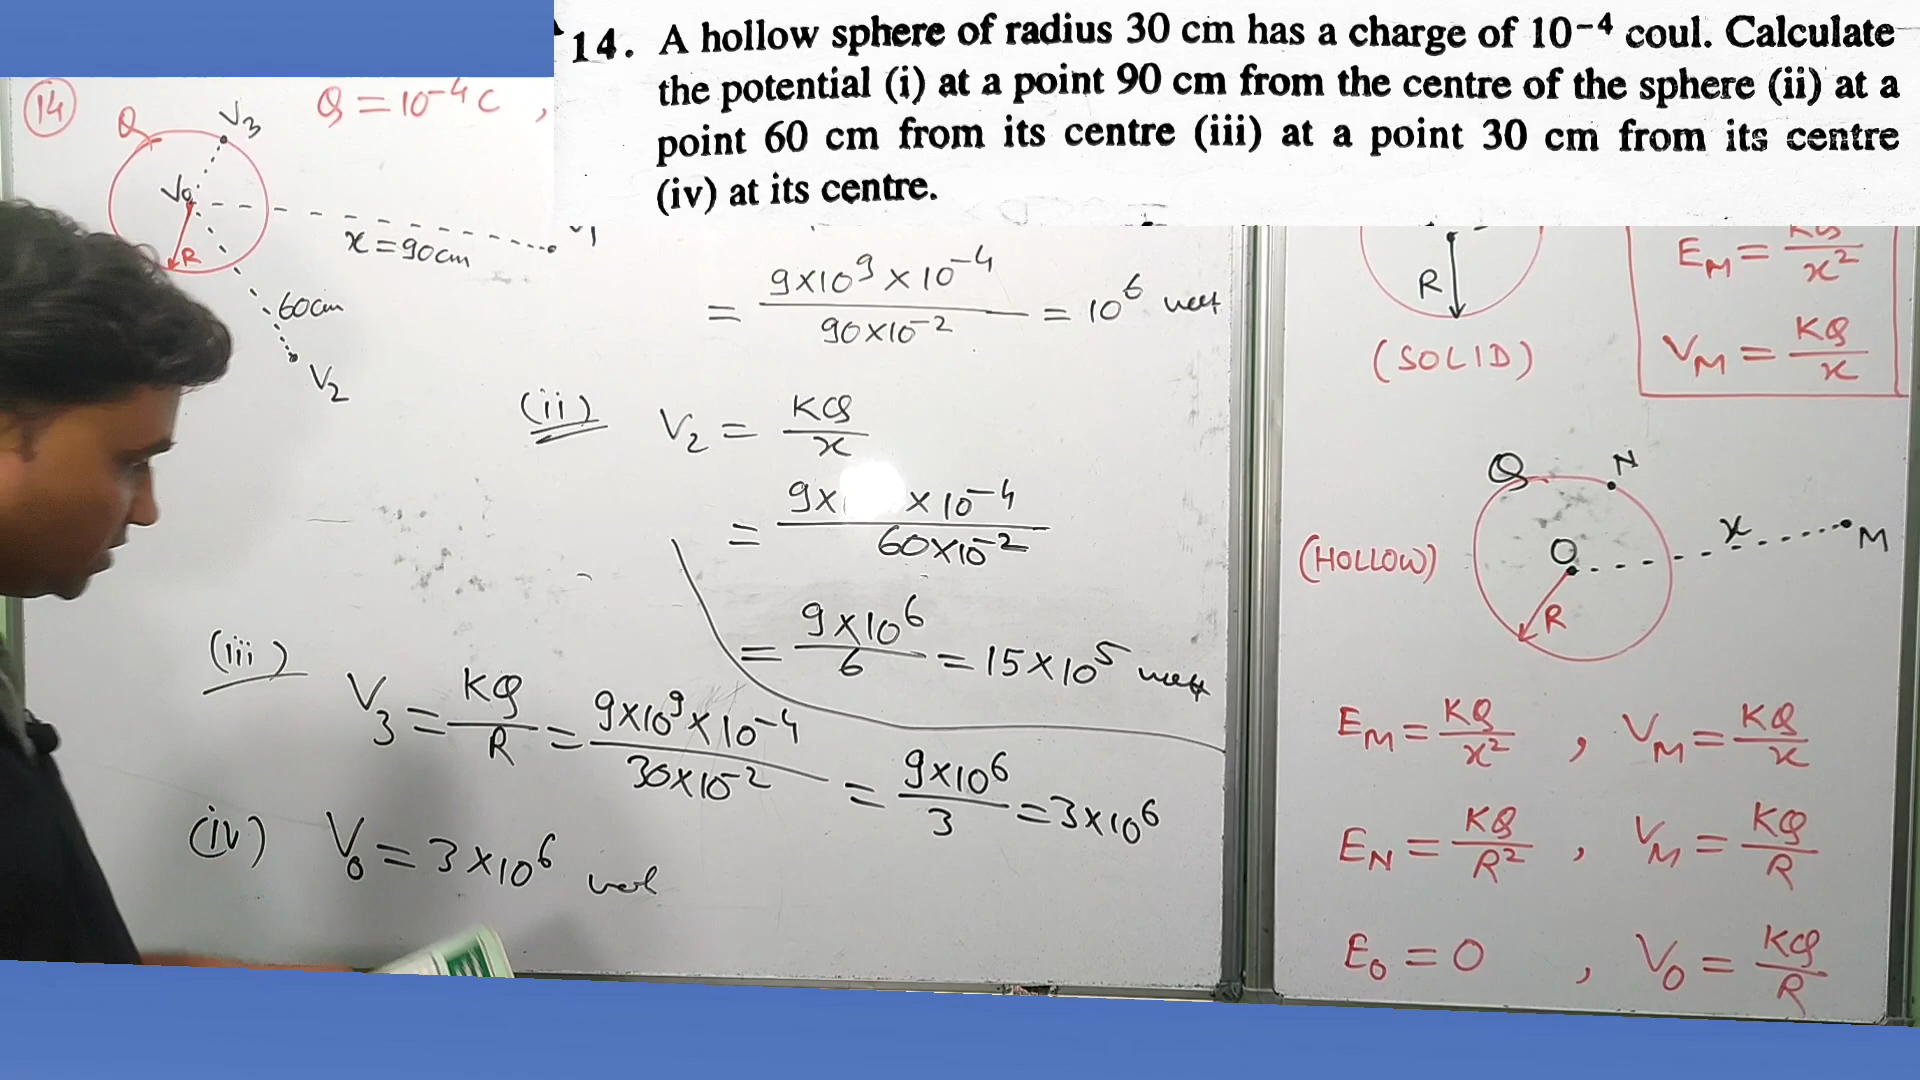 14. A hollow sphere of radius 30 cm has a charge of 10⁻⁴ coul. Calculate
the potential (i) at a point 90 cm from the centre of the sphere (ii) at a
point 60 cm from its centre (iii) at a point 30 cm from its centre
(iv) at its centre.
14
Q = 10⁻⁴ C ,
Q
V₃
V₀
R
x = 90cm
60cm
V₂
= 9×10⁹ × 10⁻⁴ / 90×10⁻² = 10⁶ volt
(ii) V₂ = KQ / x
= 9× × 10⁻⁴ / 60×10⁻²
= 9×10⁶ / 6 = 15×10⁵ volt
(iii) V₃ = KQ / R = 9×10⁹×10⁻⁴ / 30×10⁻² = 9×10⁶ / 3 = 3×10⁶
(iv) V₀ = 3×10⁶ vol
R
(SOLID)
E_M = KQ / x²
V_M = KQ / x
Q
N
(HOLLOW)
O
x
M
R
E_M = KQ / x² , V_M = KQ / x
E_N = KQ / R² , V_M = KQ / R
E₀ = 0 , V₀ = KQ / R